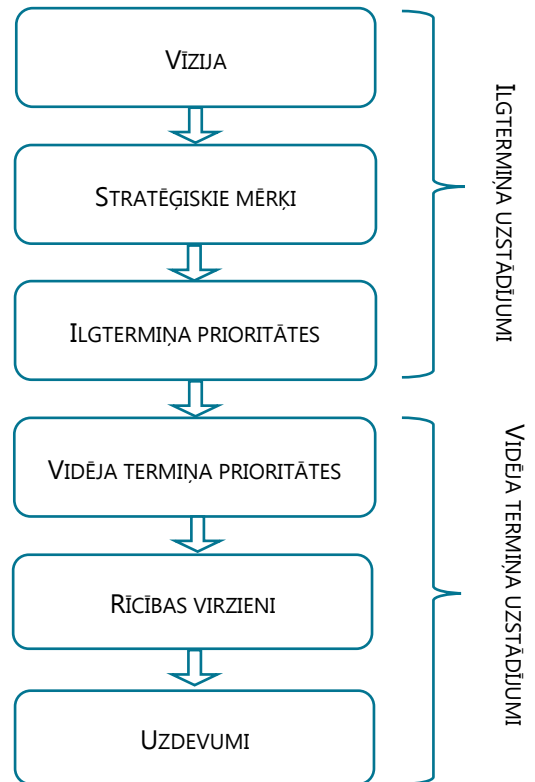 VĪZIJA
STRATĒĢISKIE MĒRĶI
ILGTERMIŅA PRIORITĀTES
ILGTERMIŅA UZSTĀDĪJUMI
VIDĒJA TERMIŅA PRIORITĀTES
RĪCĪBAS VIRZIENI
UZDEVUMI
VIDĒJA TERMIŅA UZSTĀDĪJUMI